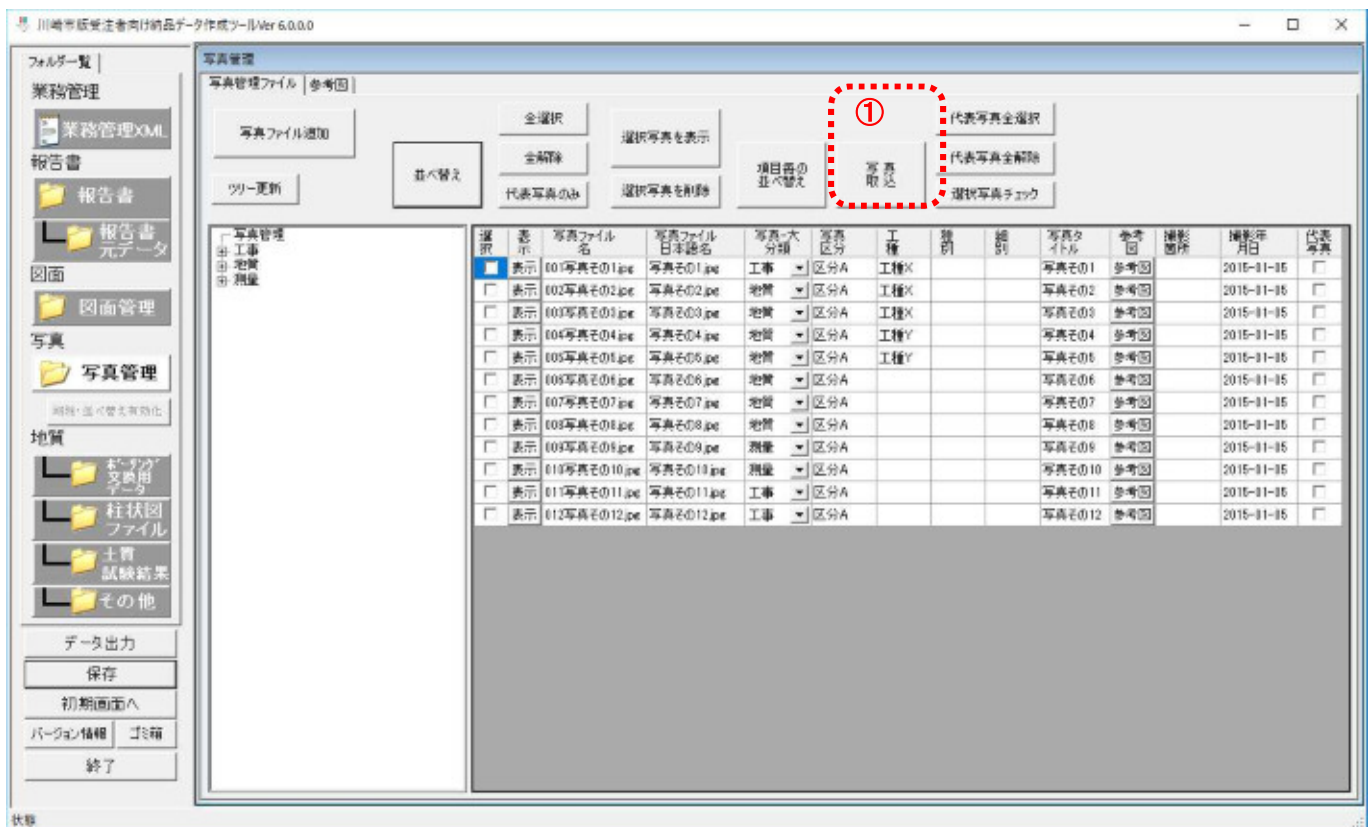 川崎市版受注者向け納品データ作成ツールVer 6.0.0.0
フォルダ一覧
業務管理
業務管理XML
報告書
報告書
報告書
元データ
図面
図面管理
写真
写真管理
削除・並べ替え有効化
地質
ボーリング
交換用
データ
柱状図
ファイル
土質
試験結果
その他
データ出力
保存
初期画面へ
バージョン情報 ゴミ箱
終了
状態
写真管理
写真管理ファイル 参考図
写真ファイル追加
ツリー更新
並べ替え
全選択
全解除
代表写真のみ
選択写真を表示
選択写真を削除
項目毎の
並べ替え
①
写真
取込
代表写真全選択
代表写真全解除
選択写真チェック
写真管理
工事
地質
測量
選択 表示 写真ファイル名 写真ファイル日本語名 写真-大分類 写真区分 工種 種別 細別 写真タイトル 参考図 撮影箇所 撮影年月日 代表写真
表示 001写真その1.jpg 写真その1.jpg 工事 区分A 工種X 写真その1 参考図 2015-01-05
表示 002写真その2.jpg 写真その2.jpg 地質 区分A 工種X 写真その2 参考図 2015-01-05
表示 003写真その3.jpg 写真その3.jpg 地質 区分A 工種X 写真その3 参考図 2015-01-05
表示 004写真その4.jpg 写真その4.jpg 地質 区分A 工種Y 写真その4 参考図 2015-01-05
表示 005写真その5.jpg 写真その5.jpg 地質 区分A 工種Y 写真その5 参考図 2015-01-05
表示 006写真その6.jpg 写真その6.jpg 地質 区分A 写真その6 参考図 2015-01-05
表示 007写真その7.jpg 写真その7.jpg 地質 区分A 写真その7 参考図 2015-01-05
表示 008写真その8.jpg 写真その8.jpg 地質 区分A 写真その8 参考図 2015-01-05
表示 009写真その9.jpg 写真その9.jpg 測量 区分A 写真その9 参考図 2015-01-05
表示 010写真その10.jpg 写真その10.jpg 測量 区分A 写真その10 参考図 2015-01-05
表示 011写真その11.jpg 写真その11.jpg 工事 区分A 写真その11 参考図 2015-01-05
表示 012写真その12.jpg 写真その12.jpg 工事 区分A 写真その12 参考図 2015-01-05